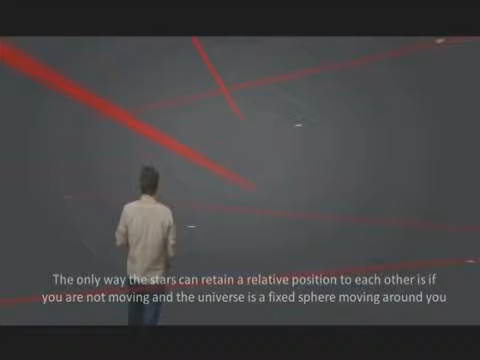 The only way the stars can retain a relative position to each other is if
you are not moving and the universe is a fixed sphere moving around you